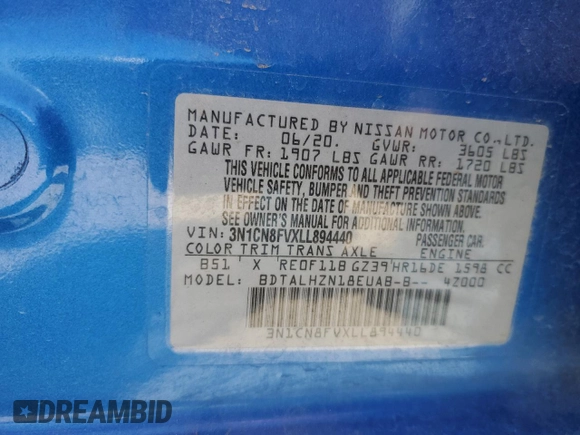 MANUFACTURED BY NISSAN MOTOR CO.,LTD.
DATE: 06/20. GVWR: 3605 LBS
GAWR FR: 1907 LBS GAWR RR: 1720 LBS
THIS VEHICLE CONFORMS TO ALL APPLICABLE FEDERAL MOTOR
VEHICLE SAFETY, BUMPER AND THEFT PREVENTION STANDARDS
IN EFFECT ON THE DATE OF MANUFACTURE SHOWN ABOVE.
SEE OWNER'S MANUAL FOR ADDITIONAL INFORMATION.
VIN: 3N1CN8FVXLL894440 PASSENGER CAR.
COLOR TRIM TRANS AXLE ENGINE
B51 X RE0F11B GZ39 HR16DE 1598 CC
MODEL: BDTALHZN18EUAB-B-- 42000
3N1CN8FVXLL894440
DREAMBID